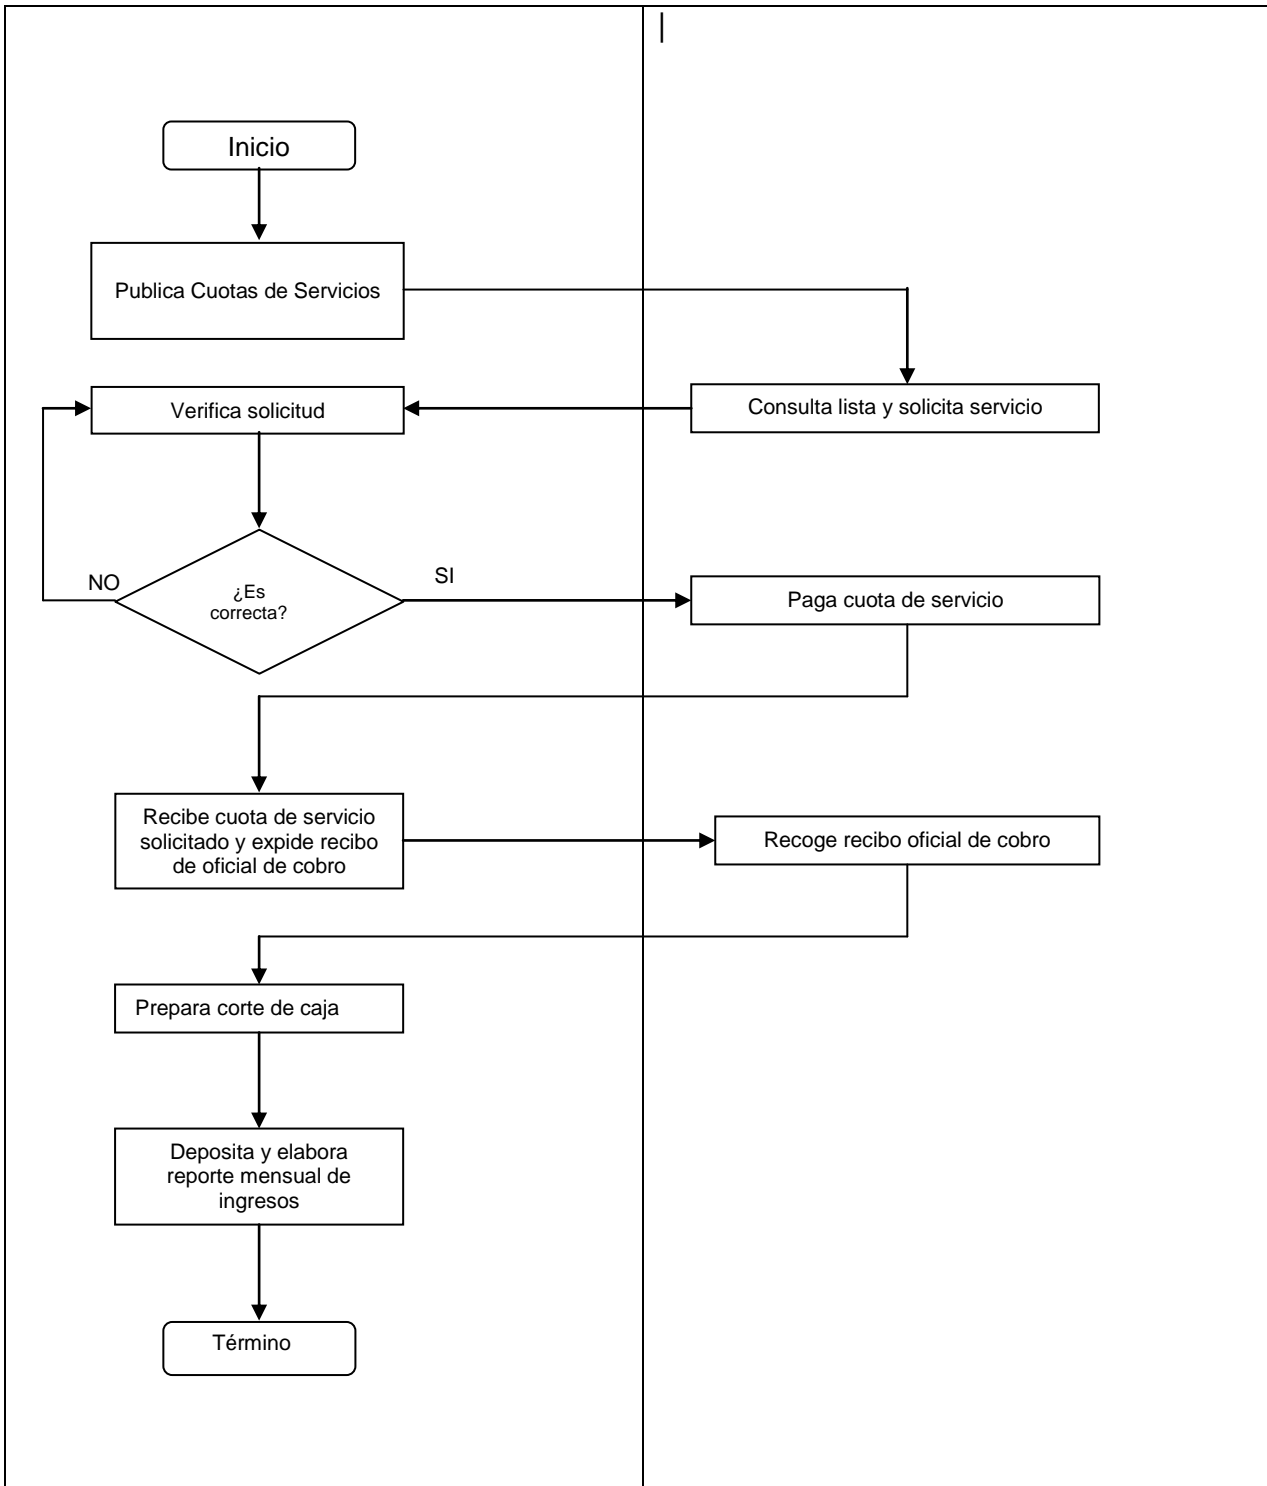 Inicio
Publica Cuotas de Servicios
Verifica solicitud
Consulta lista y solicita servicio
NO
¿Es
correcta?
SI
Paga cuota de servicio
Recibe cuota de servicio
solicitado y expide recibo
de oficial de cobro
Recoge recibo oficial de cobro
Prepara corte de caja
Deposita y elabora
reporte mensual de
ingresos
Término